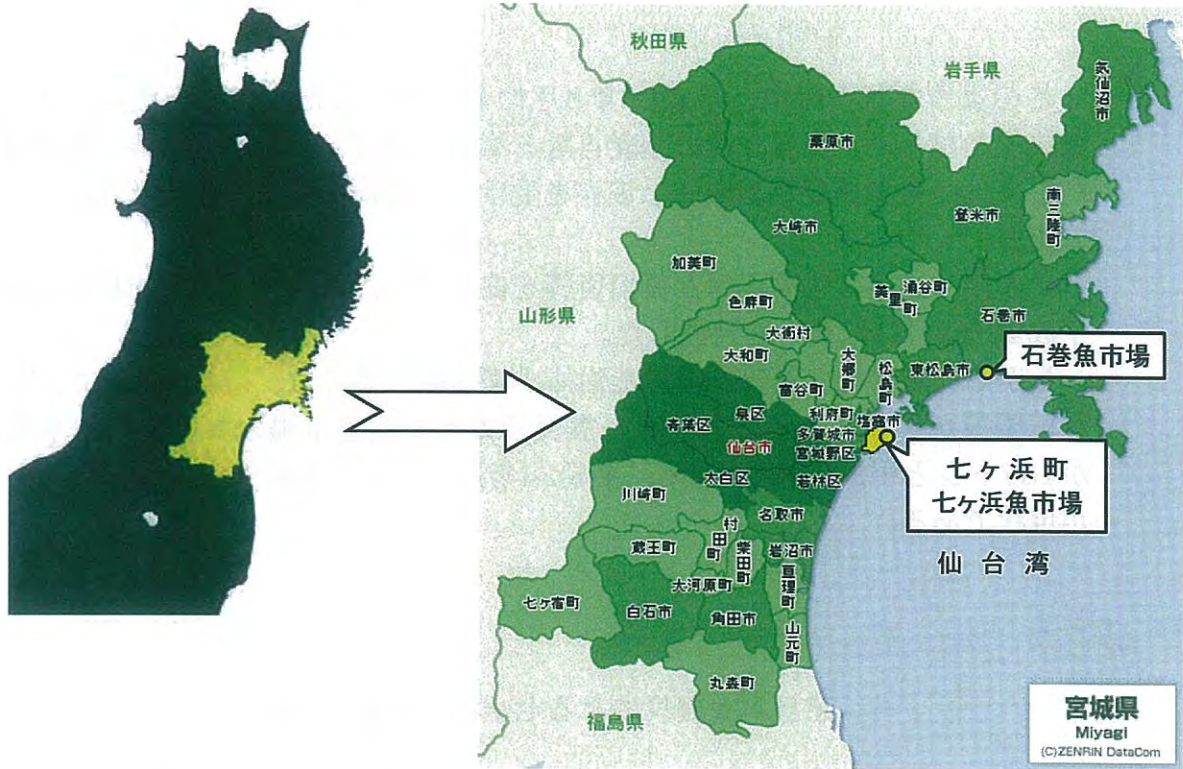 秋田県
岩手県
気仙沼市
栗原市
南三陸町
登米市
大崎市
加美町
涌谷町
美里町
色麻町
石巻市
山形県
大衡村
石巻魚市場
大和町
大郷町
松島町
東松島市
富谷町
利府町
塩竈市
泉区
青葉区
多賀城市
仙台市
宮城野区
七ヶ浜町
七ヶ浜魚市場
太白区
若林区
川崎町
名取市
村田町
柴田町
岩沼市
蔵王町
仙台湾
亘理町
大河原町
七ヶ宿町
白石市
角田市
山元町
丸森町
福島県
宮城県
Miyagi
(C)ZENRIN DataCom